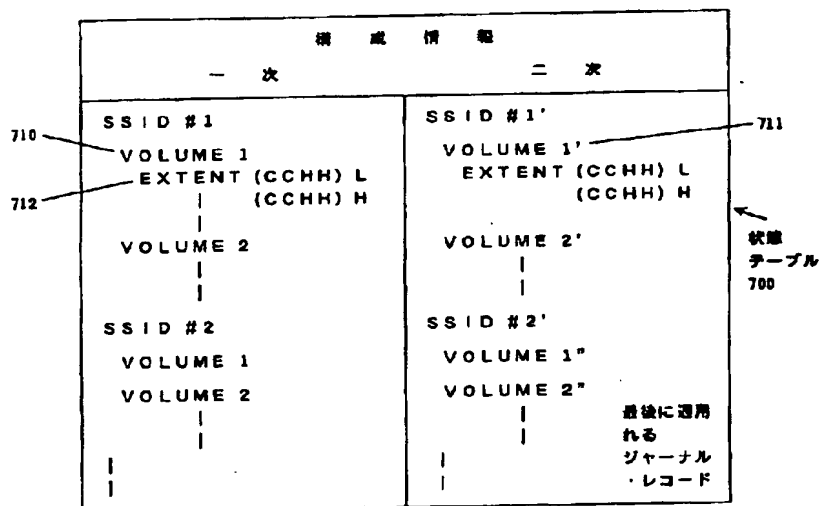 構 成 情 報
一 次
二 次
SSID #1
710
VOLUME 1
712
EXTENT (CCHH) L
(CCHH) H
VOLUME 2
SSID #2
VOLUME 1
VOLUME 2
SSID #1'
711
VOLUME 1'
EXTENT (CCHH) L
(CCHH) H
VOLUME 2'
SSID #2'
VOLUME 1"
VOLUME 2"
最後に適用
れる
ジャーナル
・レコード
状態
テーブル
700